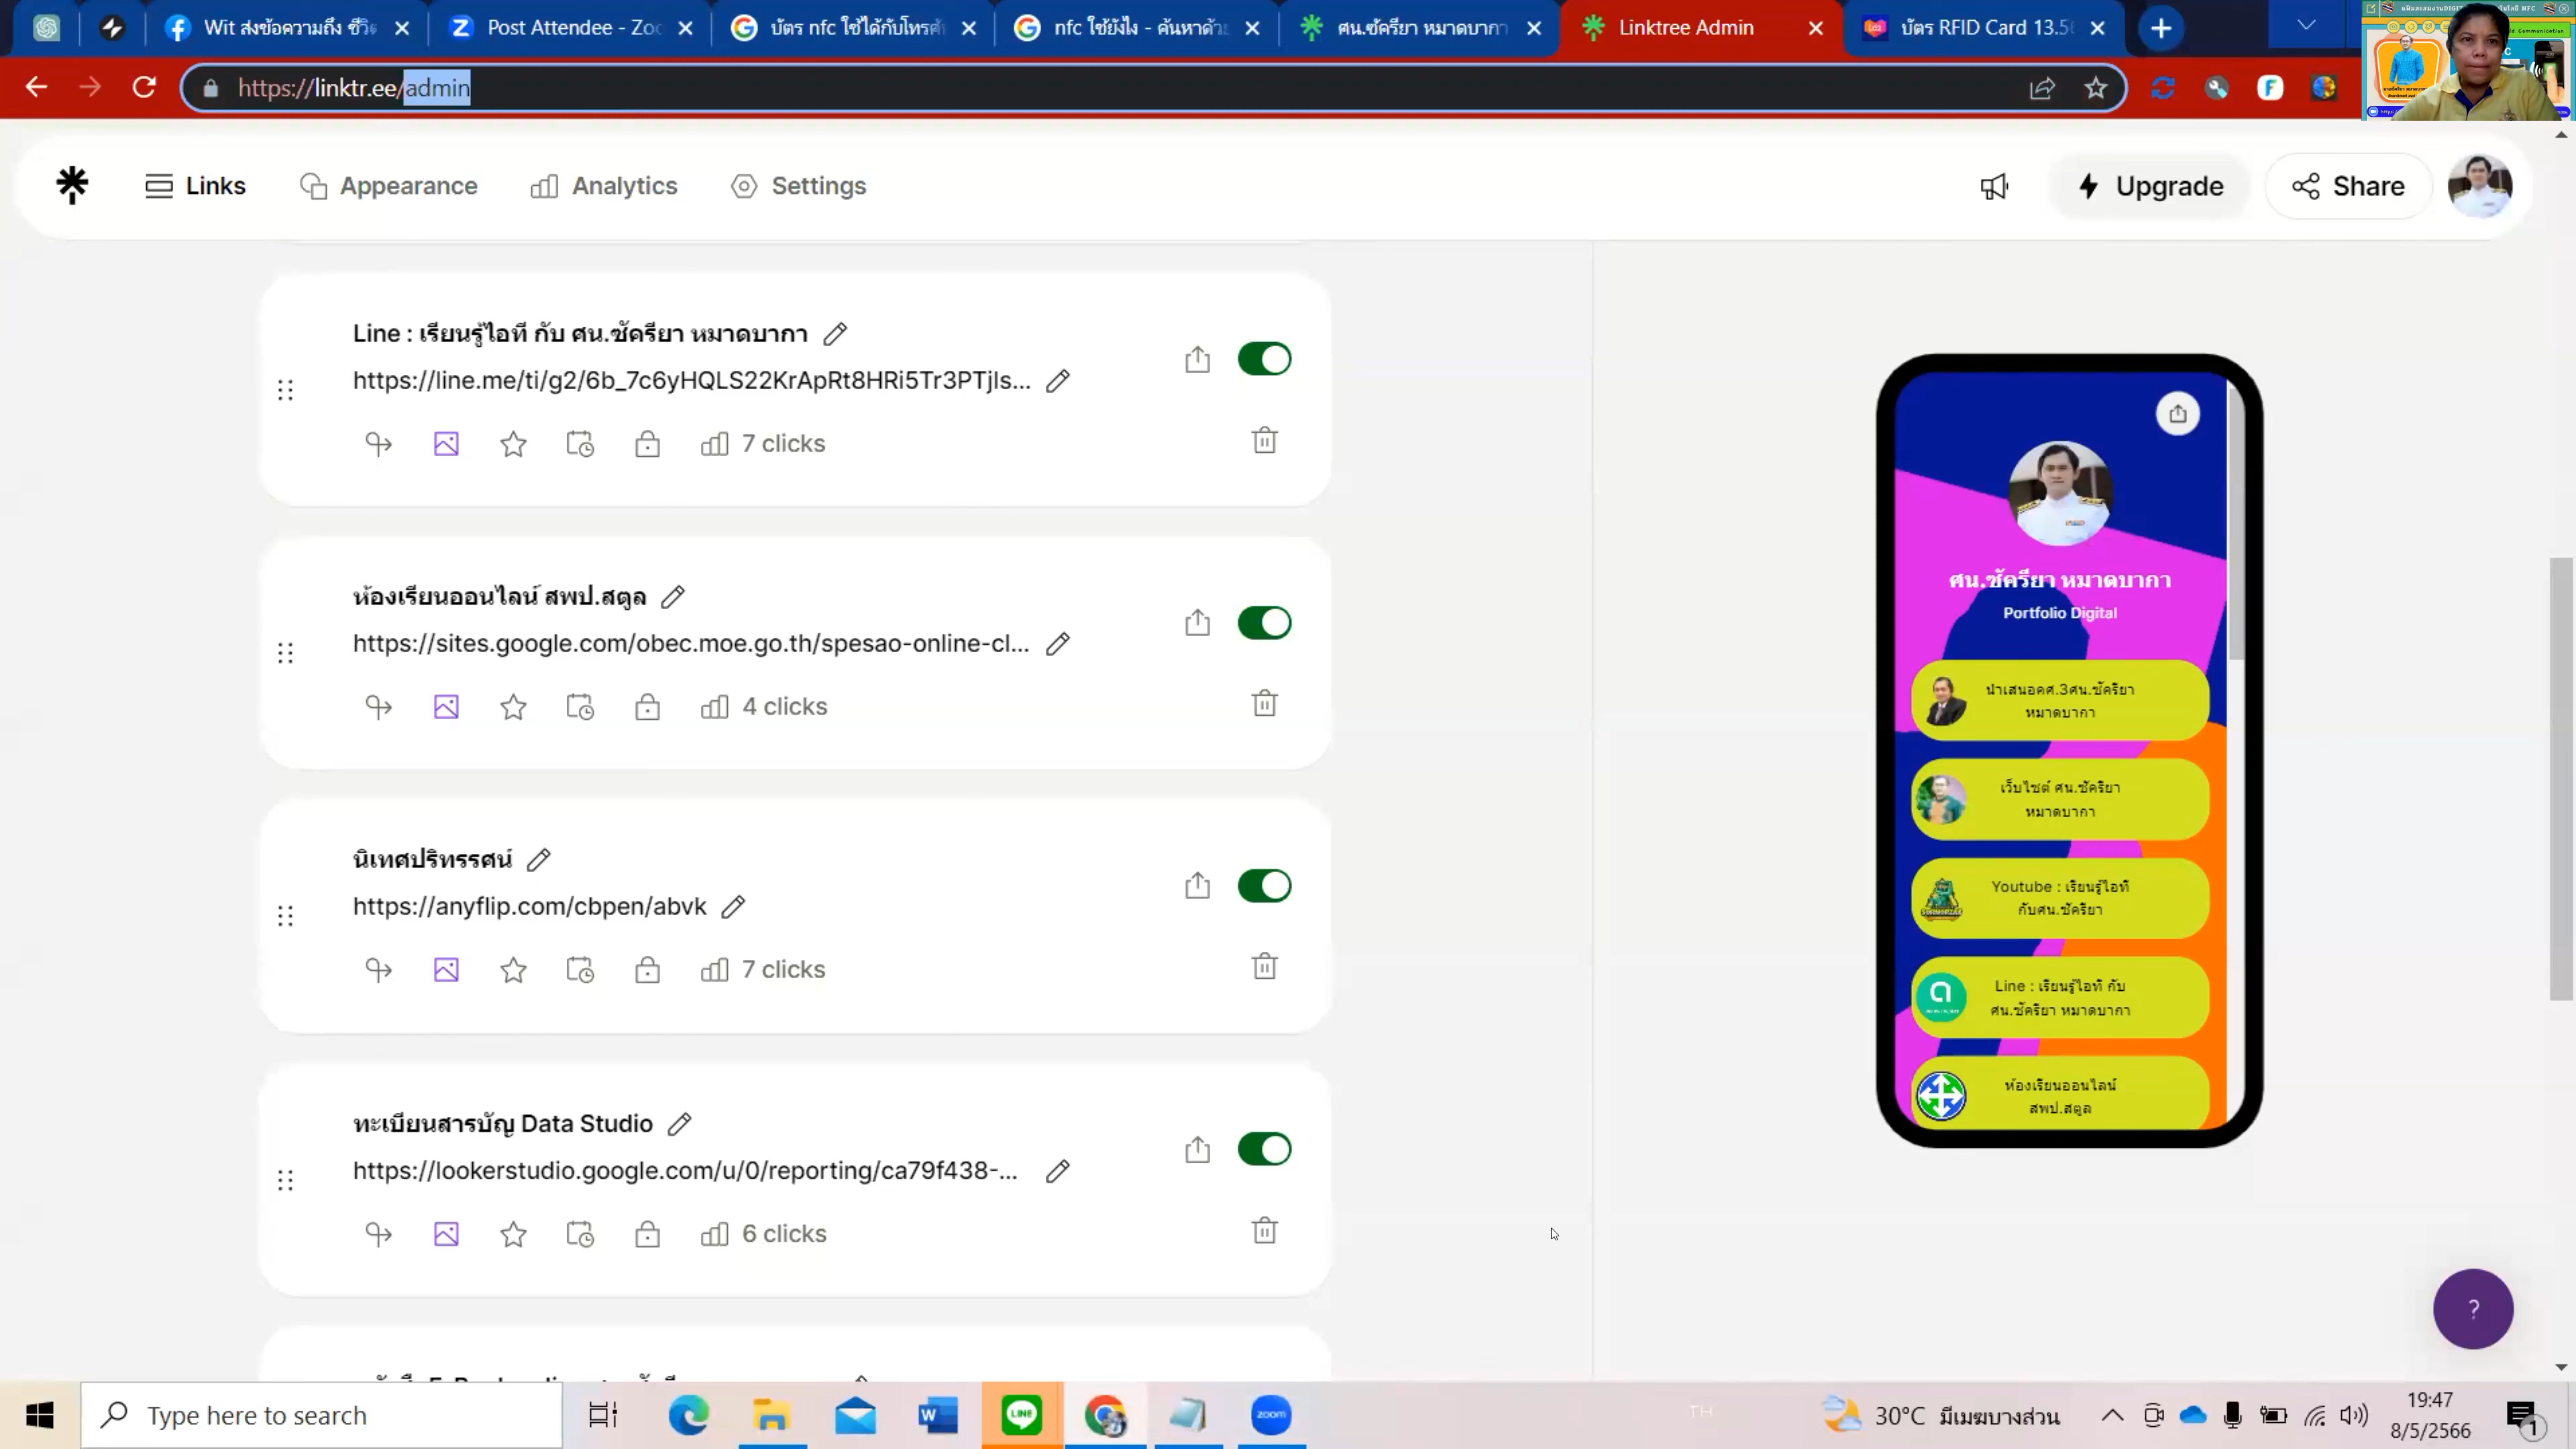 Wit ส่งข้อความถึง ชีวิต
Post Attendee - Zoo
บัตร nfc ใช้ได้กับโทรศั
nfc ใช้ยังไง - ค้นหาด้วย
ศน.ซัครียา หมาดบากา
Linktree Admin
บัตร RFID Card 13.56
https://linktr.ee/admin
Links
Appearance
Analytics
Settings
Upgrade
Share
Line : เรียนรู้ไอที กับ ศน.ซัครียา หมาดบากา
https://line.me/ti/g2/6b_7c6yHQLS22KrApRt8HRi5Tr3PTjIs...
7 clicks
ห้องเรียนออนไลน์ สพป.สตูล
https://sites.google.com/obec.moe.go.th/spesao-online-cl...
4 clicks
นิเทศปริทรรศน์
https://anyflip.com/cbpen/abvk
7 clicks
ทะเบียนสารบัญ Data Studio
https://lookerstudio.google.com/u/0/reporting/ca79f438-...
6 clicks
ศน.ซัครียา หมาดบากา
Portfolio Digital
นำเสนอคศ.3ศน.ซัครียา
หมาดบากา
เว็บไซต์ ศน.ซัครียา
หมาดบากา
Youtube : เรียนรู้ไอที
กับศน.ซัครียา
Line : เรียนรู้ไอที กับ
ศน.ซัครียา หมาดบากา
ห้องเรียนออนไลน์
สพป.สตูล
?
Type here to search
LINE
zoom
TH
30°C มีเมฆบางส่วน
19:47
8/5/2566
1